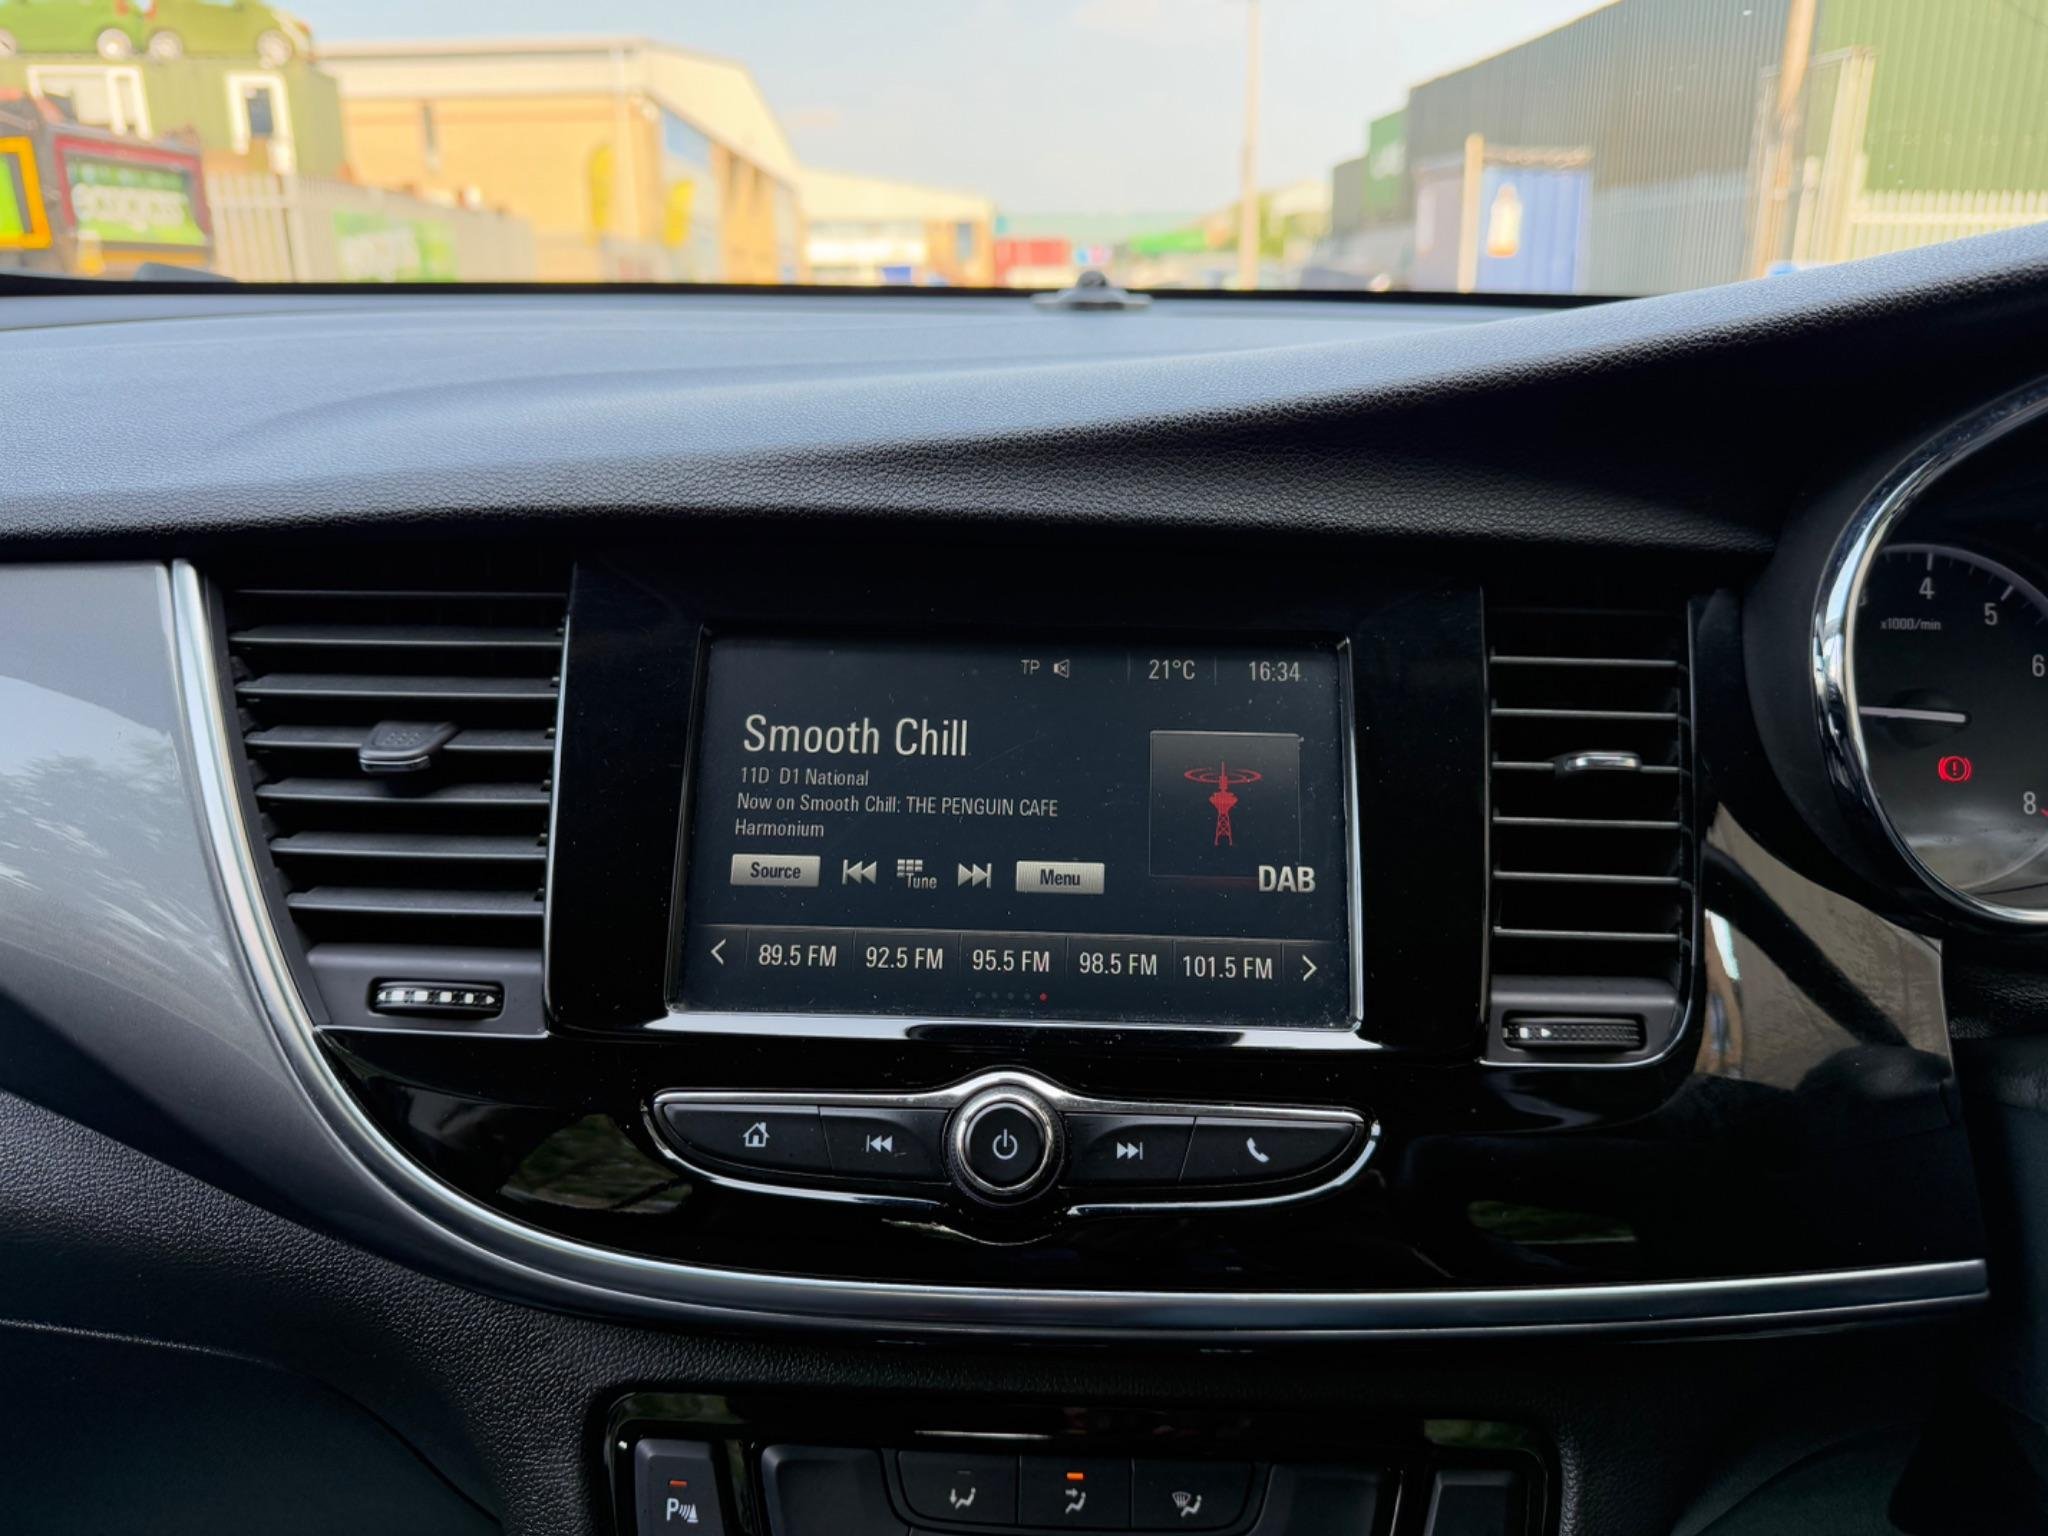 ecogas
TP 21°C 16:34
Smooth Chill
11D D1 National
Now on Smooth Chill: THE PENGUIN CAFE
Harmonium
Source Tune Menu
DAB
89.5 FM 92.5 FM 95.5 FM 98.5 FM 101.5 FM
4
5
x1000/min
6
8
P